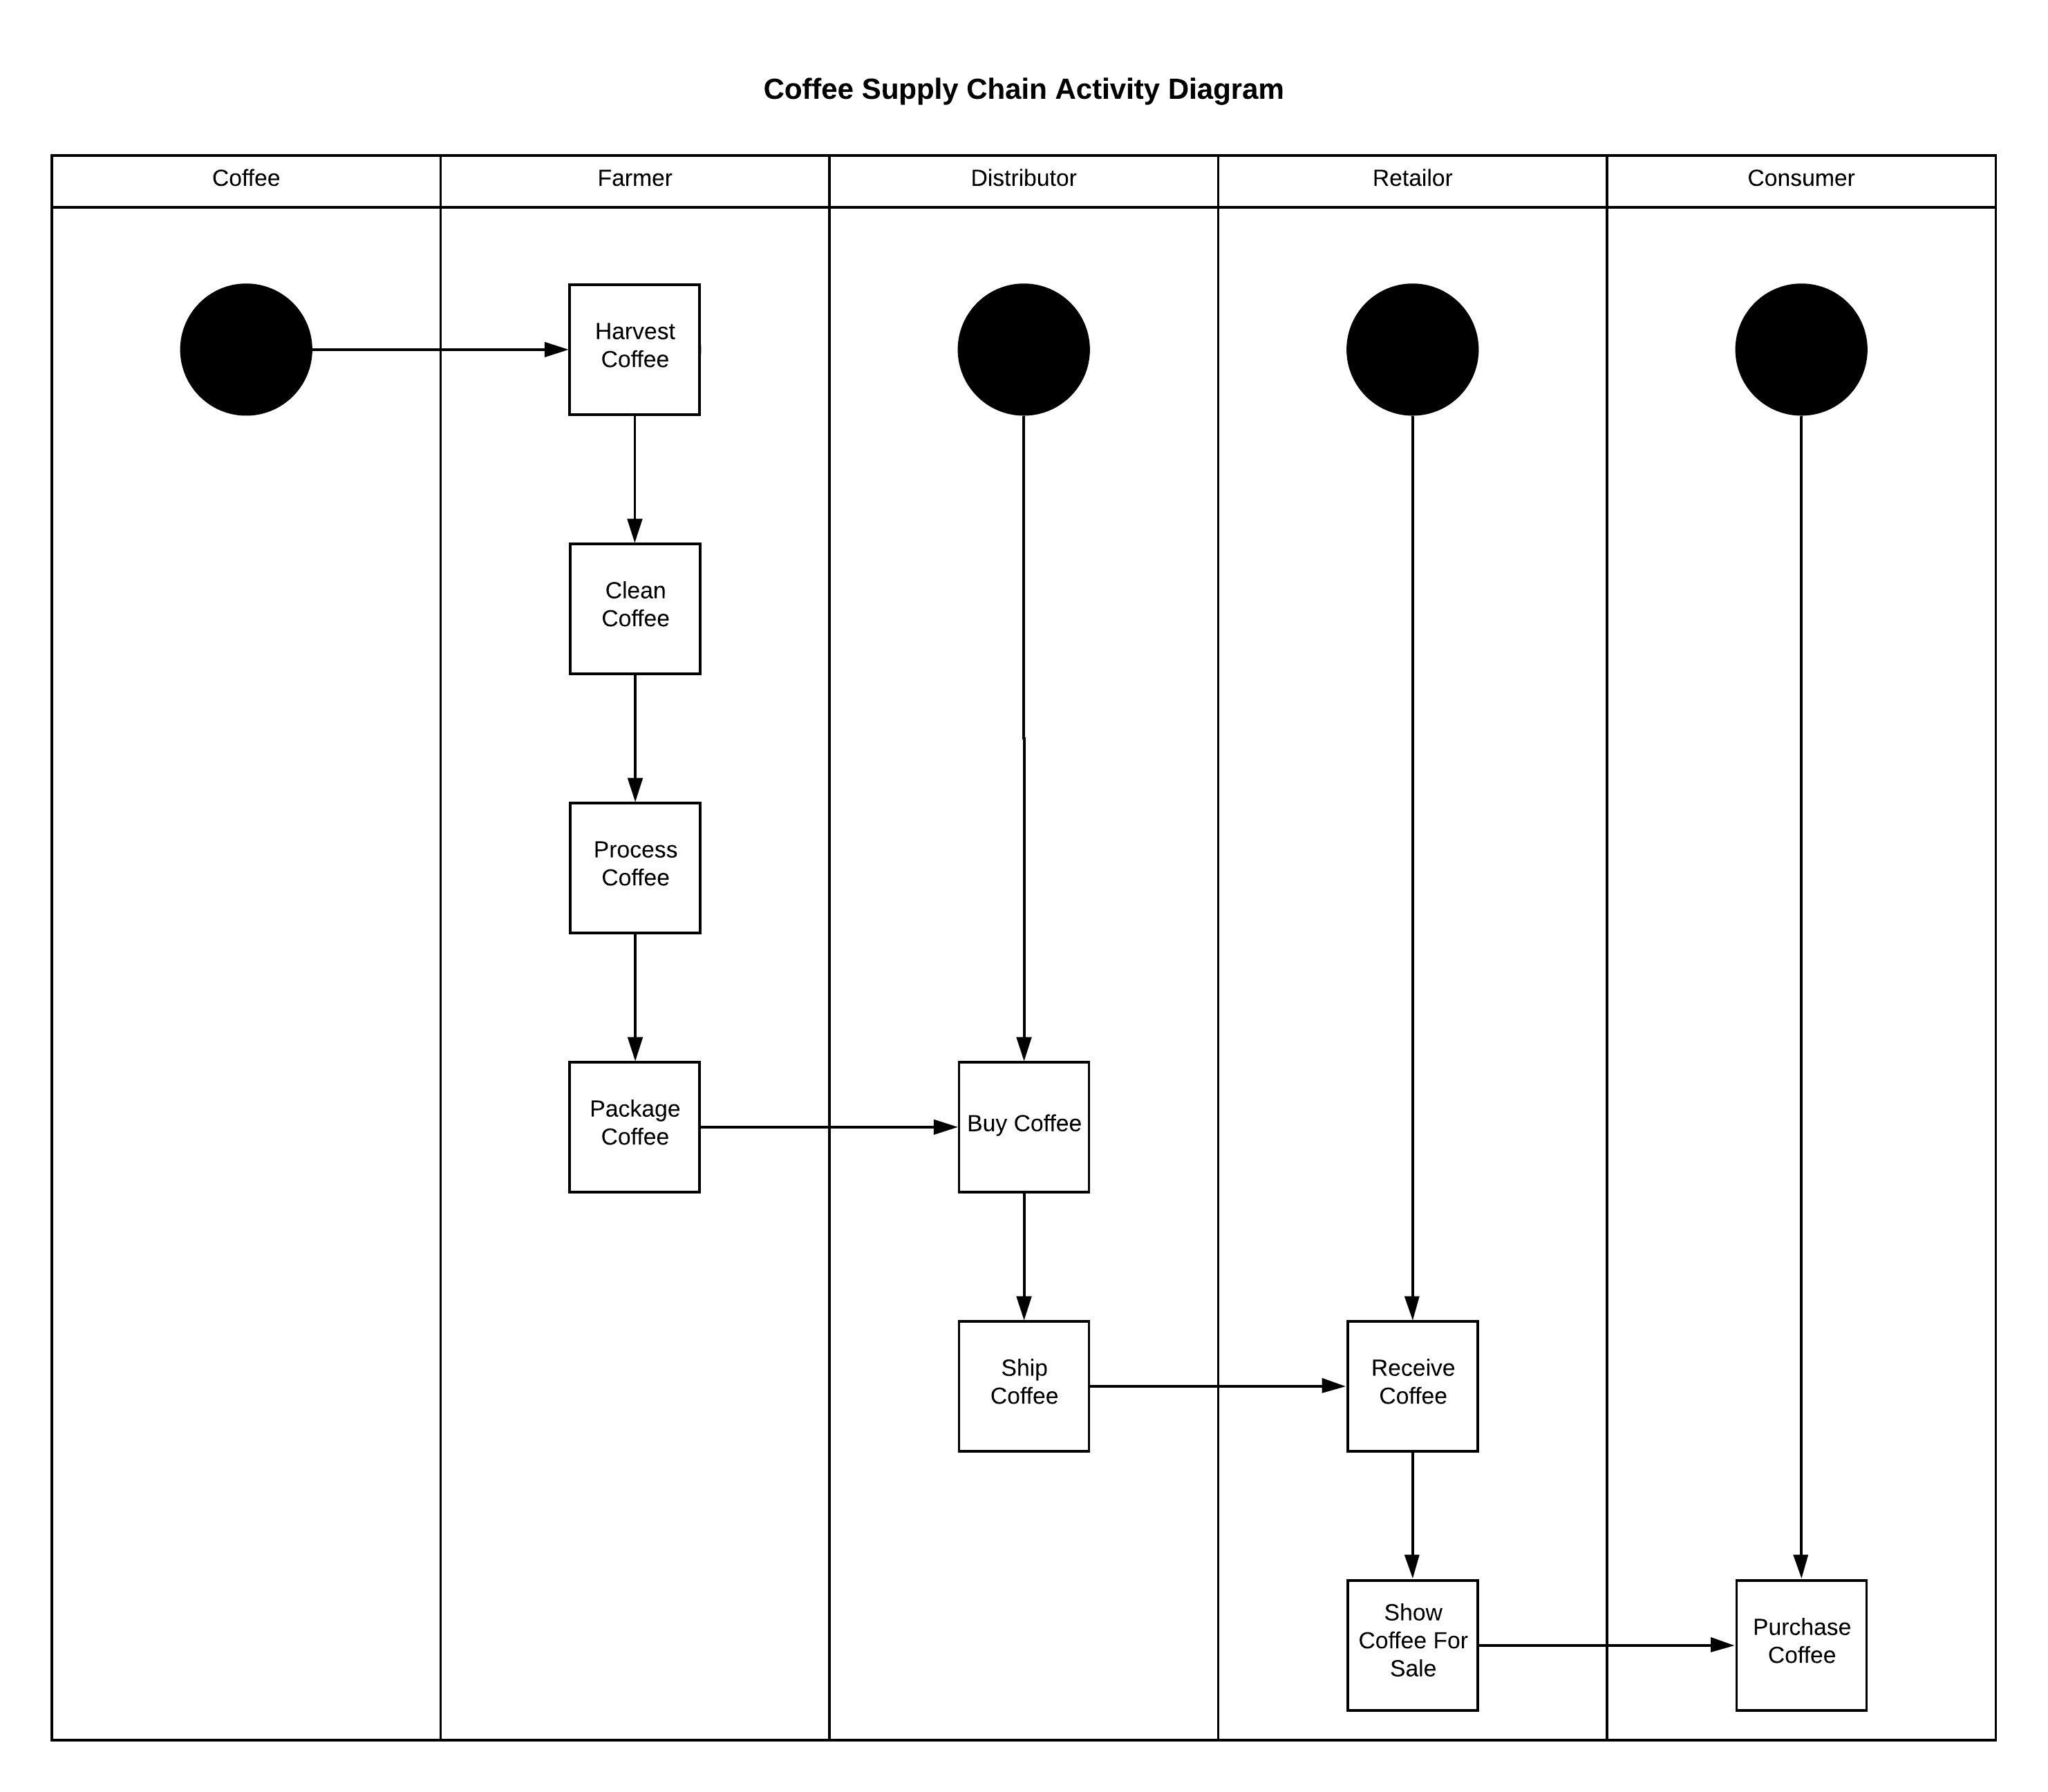 Coffee Supply Chain Activity Diagram
Coffee
Farmer
Distributor
Retailor
Consumer
Harvest
Coffee
Clean
Coffee
Process
Coffee
Package
Coffee
Buy Coffee
Ship
Coffee
Receive
Coffee
Show
Coffee For
Sale
Purchase
Coffee